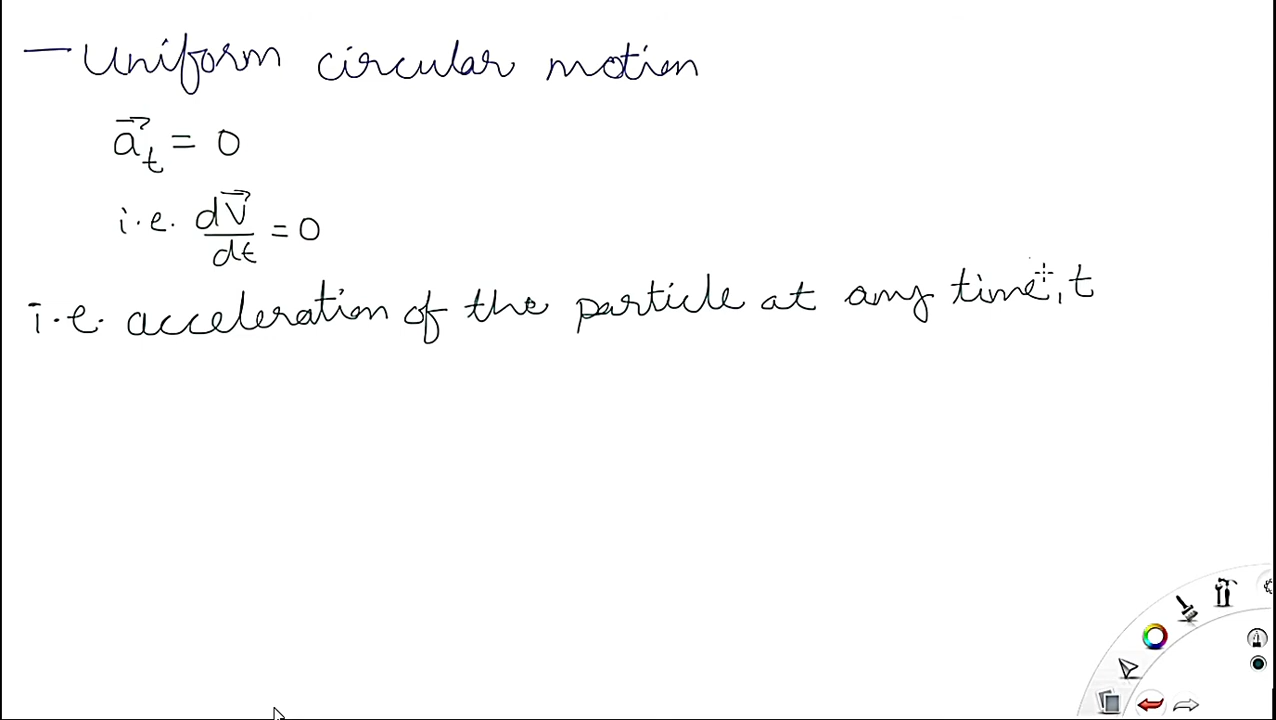 — Uniform circular motion
a⃗ₜ = 0
i.e. dV⃗/dt = 0
i.e. acceleration of the particle at any time, t